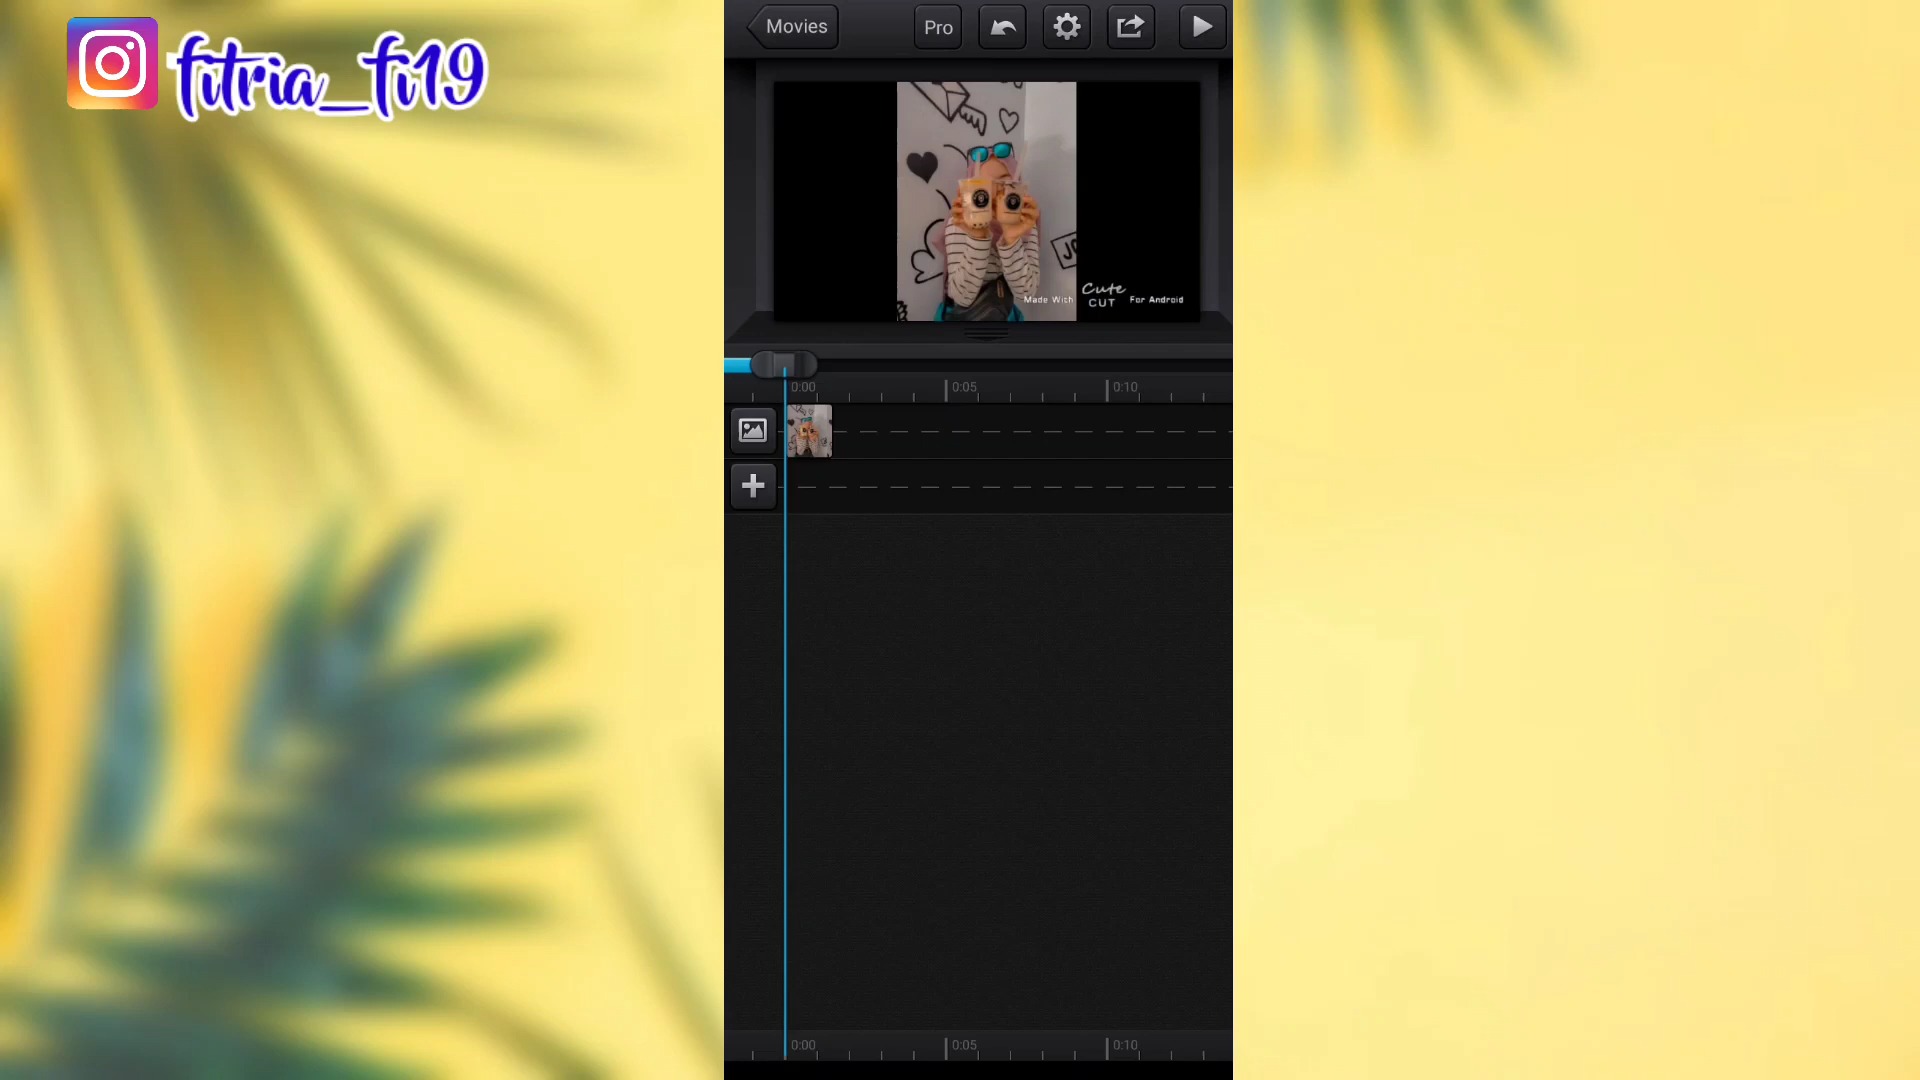 fitria_fi19
Movies
Pro
Made With Cute CUT For Android
0:00 0:05 0:10
0:00 0:05 0:10